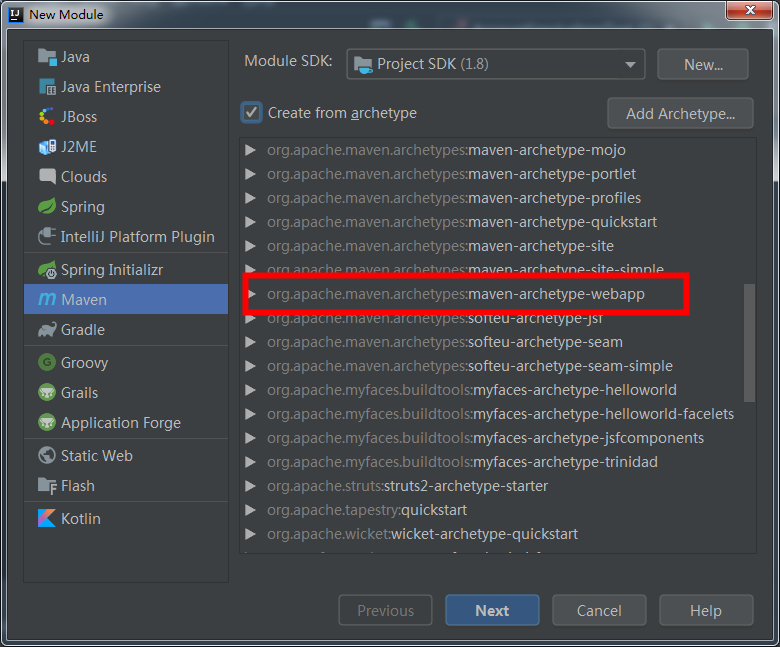 New Module
Java
Java Enterprise
JBoss
J2ME
Clouds
Spring
IntelliJ Platform Plugin
Spring Initializr
Maven
Gradle
Groovy
Grails
Application Forge
Static Web
Flash
Kotlin
Module SDK:
Project SDK (1.8)
New...
Create from archetype
Add Archetype...
org.apache.maven.archetypes:maven-archetype-mojo
org.apache.maven.archetypes:maven-archetype-portlet
org.apache.maven.archetypes:maven-archetype-profiles
org.apache.maven.archetypes:maven-archetype-quickstart
org.apache.maven.archetypes:maven-archetype-site
org.apache.maven.archetypes:maven-archetype-site-simple
org.apache.maven.archetypes:maven-archetype-webapp
org.apache.maven.archetypes:softeu-archetype-jsf
org.apache.maven.archetypes:softeu-archetype-seam
org.apache.maven.archetypes:softeu-archetype-seam-simple
org.apache.myfaces.buildtools:myfaces-archetype-helloworld
org.apache.myfaces.buildtools:myfaces-archetype-helloworld-facelets
org.apache.myfaces.buildtools:myfaces-archetype-jsfcomponents
org.apache.myfaces.buildtools:myfaces-archetype-trinidad
org.apache.struts:struts2-archetype-starter
org.apache.tapestry:quickstart
org.apache.wicket:wicket-archetype-quickstart
Previous
Next
Cancel
Help